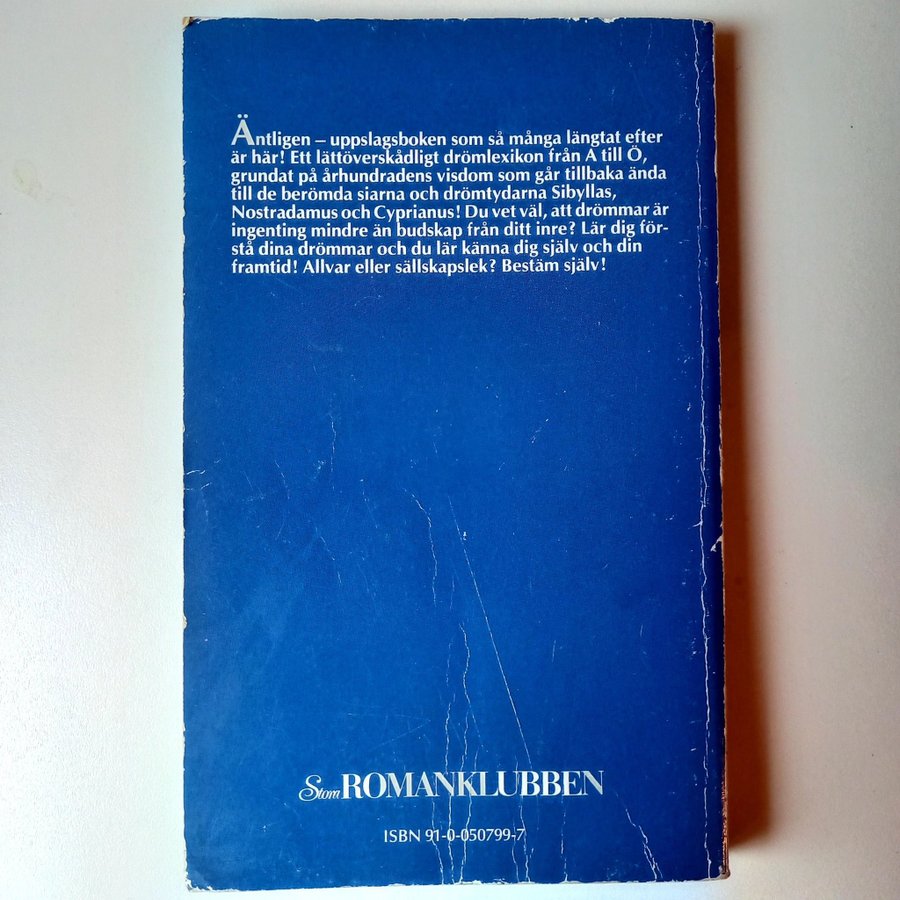 Äntligen – uppslagsboken som så många längtat efter
är här! Ett lättöverskådligt drömlexikon från A till Ö,
grundat på århundradens visdom som går tillbaka ända
till de berömda siarna och drömtydarna Sibyllas,
Nostradamus och Cyprianus! Du vet väl, att drömmar är
ingenting mindre än budskap från ditt inre? Lär dig för-
stå dina drömmar och du lär känna dig själv och din
framtid! Allvar eller sällskapslek? Bestäm själv!
Stora ROMANKLUBBEN
ISBN 91-0-050799-7